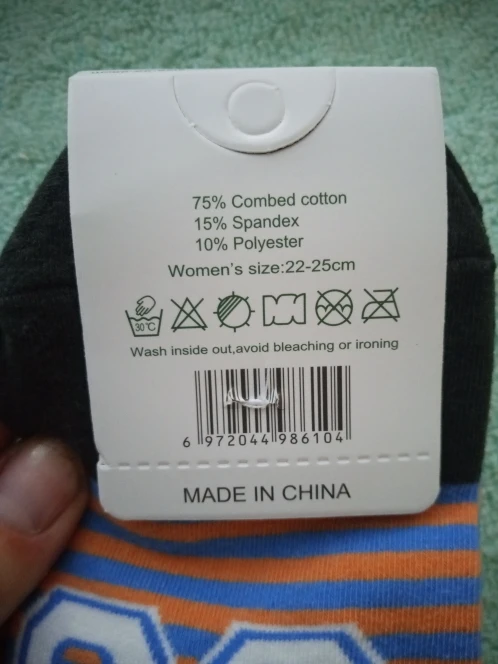 75% Combed cotton
15% Spandex
10% Polyester
Women's size:22-25cm
30°C
Wash inside out,avoid bleaching or ironing
6 972044 986104
MADE IN CHINA